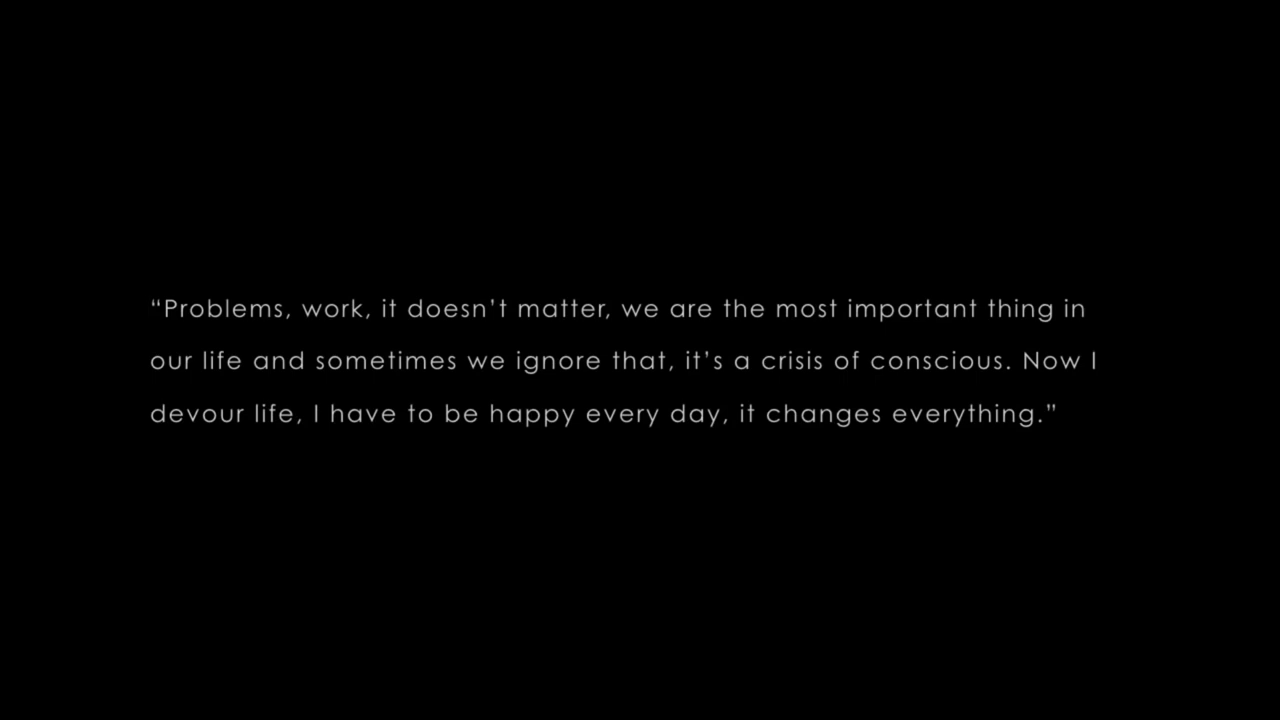 “Problems, work, it doesn’t matter, we are the most important thing in
our life and sometimes we ignore that, it’s a crisis of conscious. Now I
devour life, I have to be happy every day, it changes everything.”